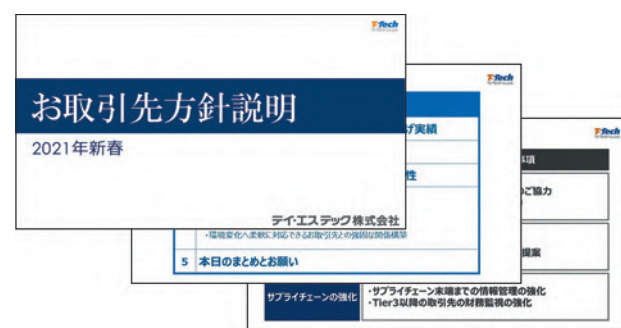 お取引先方針説明
2021年新春
テイ・エス テック株式会社
げ実績
性
・環境変化へ柔軟に対応できるお取引先との強固な関係構築
5 本日のまとめとお願い
事項
のご協力
提案
サプライチェーンの強化
・サプライチェーン末端までの情報管理の強化
・Tier3以降の取引先の財務監視の強化